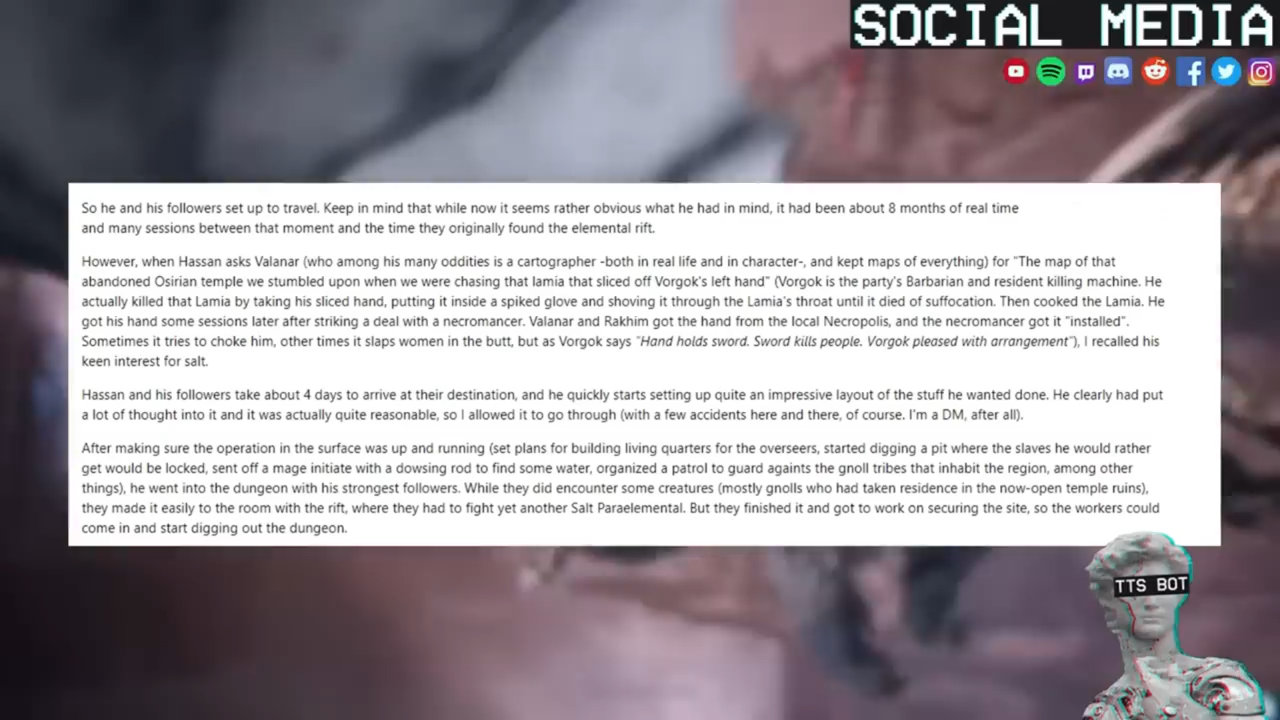 SOCIAL MEDIA
So he and his followers set up to travel. Keep in mind that while now it seems rather obvious what he had in mind, it had been about 8 months of real time
and many sessions between that moment and the time they originally found the elemental rift.
However, when Hassan asks Valanar (who among his many oddities is a cartographer -both in real life and in character-, and kept maps of everything) for "The map of that
abandoned Osirian temple we stumbled upon when we were chasing that lamia that sliced off Vorgok's left hand" (Vorgok is the party's Barbarian and resident killing machine. He
actually killed that Lamia by taking his sliced hand, putting it inside a spiked glove and shoving it through the Lamia's throat until it died of suffocation. Then cooked the Lamia. He
got his hand some sessions later after striking a deal with a necromancer. Valanar and Rakhim got the hand from the local Necropolis, and the necromancer got it "installed".
Sometimes it tries to choke him, other times it slaps women in the butt, but as Vorgok says "Hand holds sword. Sword kills people. Vorgok pleased with arrangement"), I recalled his
keen interest for salt.
Hassan and his followers take about 4 days to arrive at their destination, and he quickly starts setting up quite an impressive layout of the stuff he wanted done. He clearly had put
a lot of thought into it and it was actually quite reasonable, so I allowed it to go through (with a few accidents here and there, of course. I'm a DM, after all).
After making sure the operation in the surface was up and running (set plans for building living quarters for the overseers, started digging a pit where the slaves he would rather
get would be locked, sent off a mage initiate with a dowsing rod to find some water, organized a patrol to guard againts the gnoll tribes that inhabit the region, among other
things), he went into the dungeon with his strongest followers. While they did encounter some creatures (mostly gnolls who had taken residence in the now-open temple ruins),
they made it easily to the room with the rift, where they had to fight yet another Salt Paraelemental. But they finished it and got to work on securing the site, so the workers could
come in and start digging out the dungeon.
TTS BOT